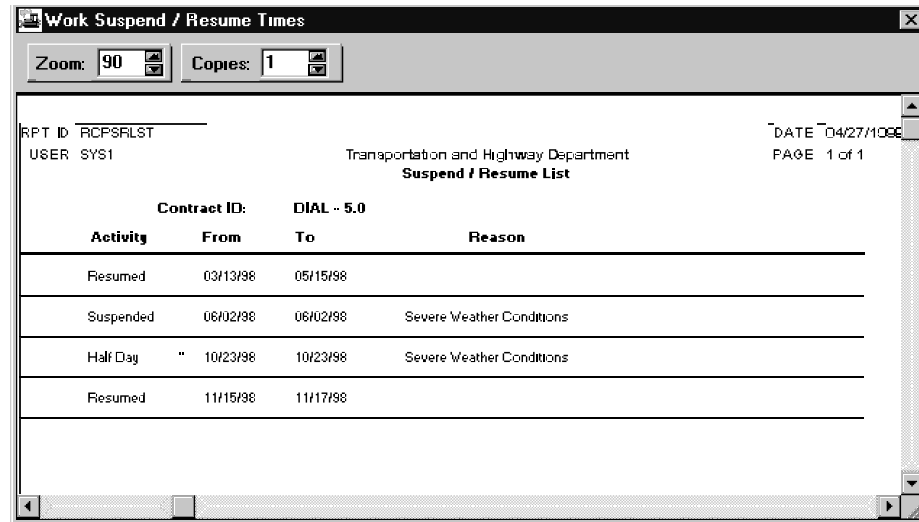 Work Suspend / Resume Times
Zoom: 90 Copies: 1
RPT ID RCPSRLST DATE 04/27/1099
USER SYS1 Transportation and Highway Department PAGE 1 of 1
Suspend / Resume List
Contract ID: DIAL - 5.0
Activity From To Reason
Resumed 03/13/98 05/15/98
Suspended 06/02/98 06/02/98 Severe Weather Conditions
Half Day " 10/23/98 10/23/98 Severe Weather Conditions
Resumed 11/15/98 11/17/98